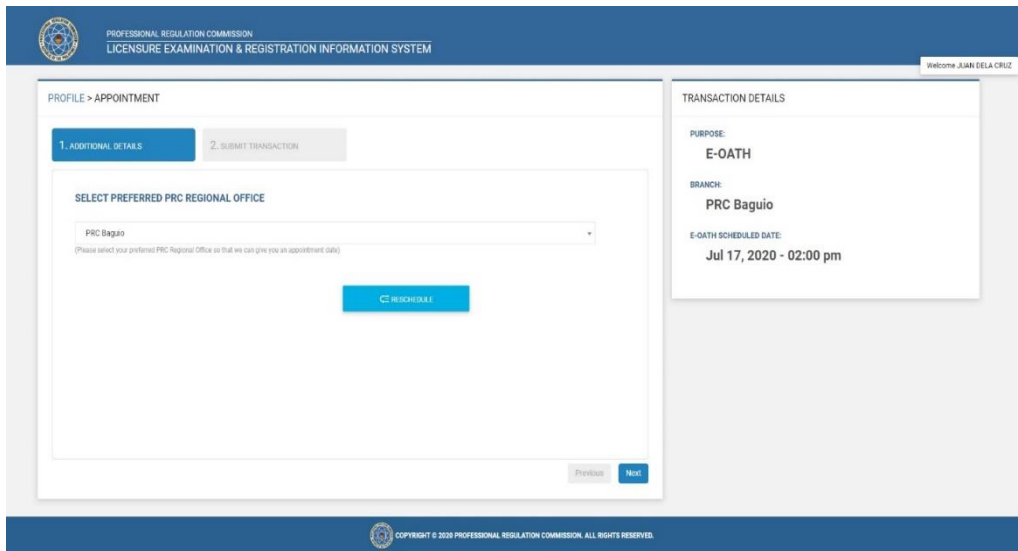 PROFESSIONAL REGULATION COMMISSION
LICENSURE EXAMINATION & REGISTRATION INFORMATION SYSTEM
Welcome JUAN DELA CRUZ
PROFILE > APPOINTMENT
1. ADDITIONAL DETAILS
2. SUBMIT TRANSACTION
SELECT PREFERRED PRC REGIONAL OFFICE
PRC Baguio
(Please select your preferred PRC Regional Office so that we can give you an appointment date)
RESCHEDULE
Previous
Next
TRANSACTION DETAILS
PURPOSE:
E-OATH
BRANCH:
PRC Baguio
E-OATH SCHEDULED DATE:
Jul 17, 2020 - 02:00 pm
COPYRIGHT © 2020 PROFESSIONAL REGULATION COMMISSION. ALL RIGHTS RESERVED.